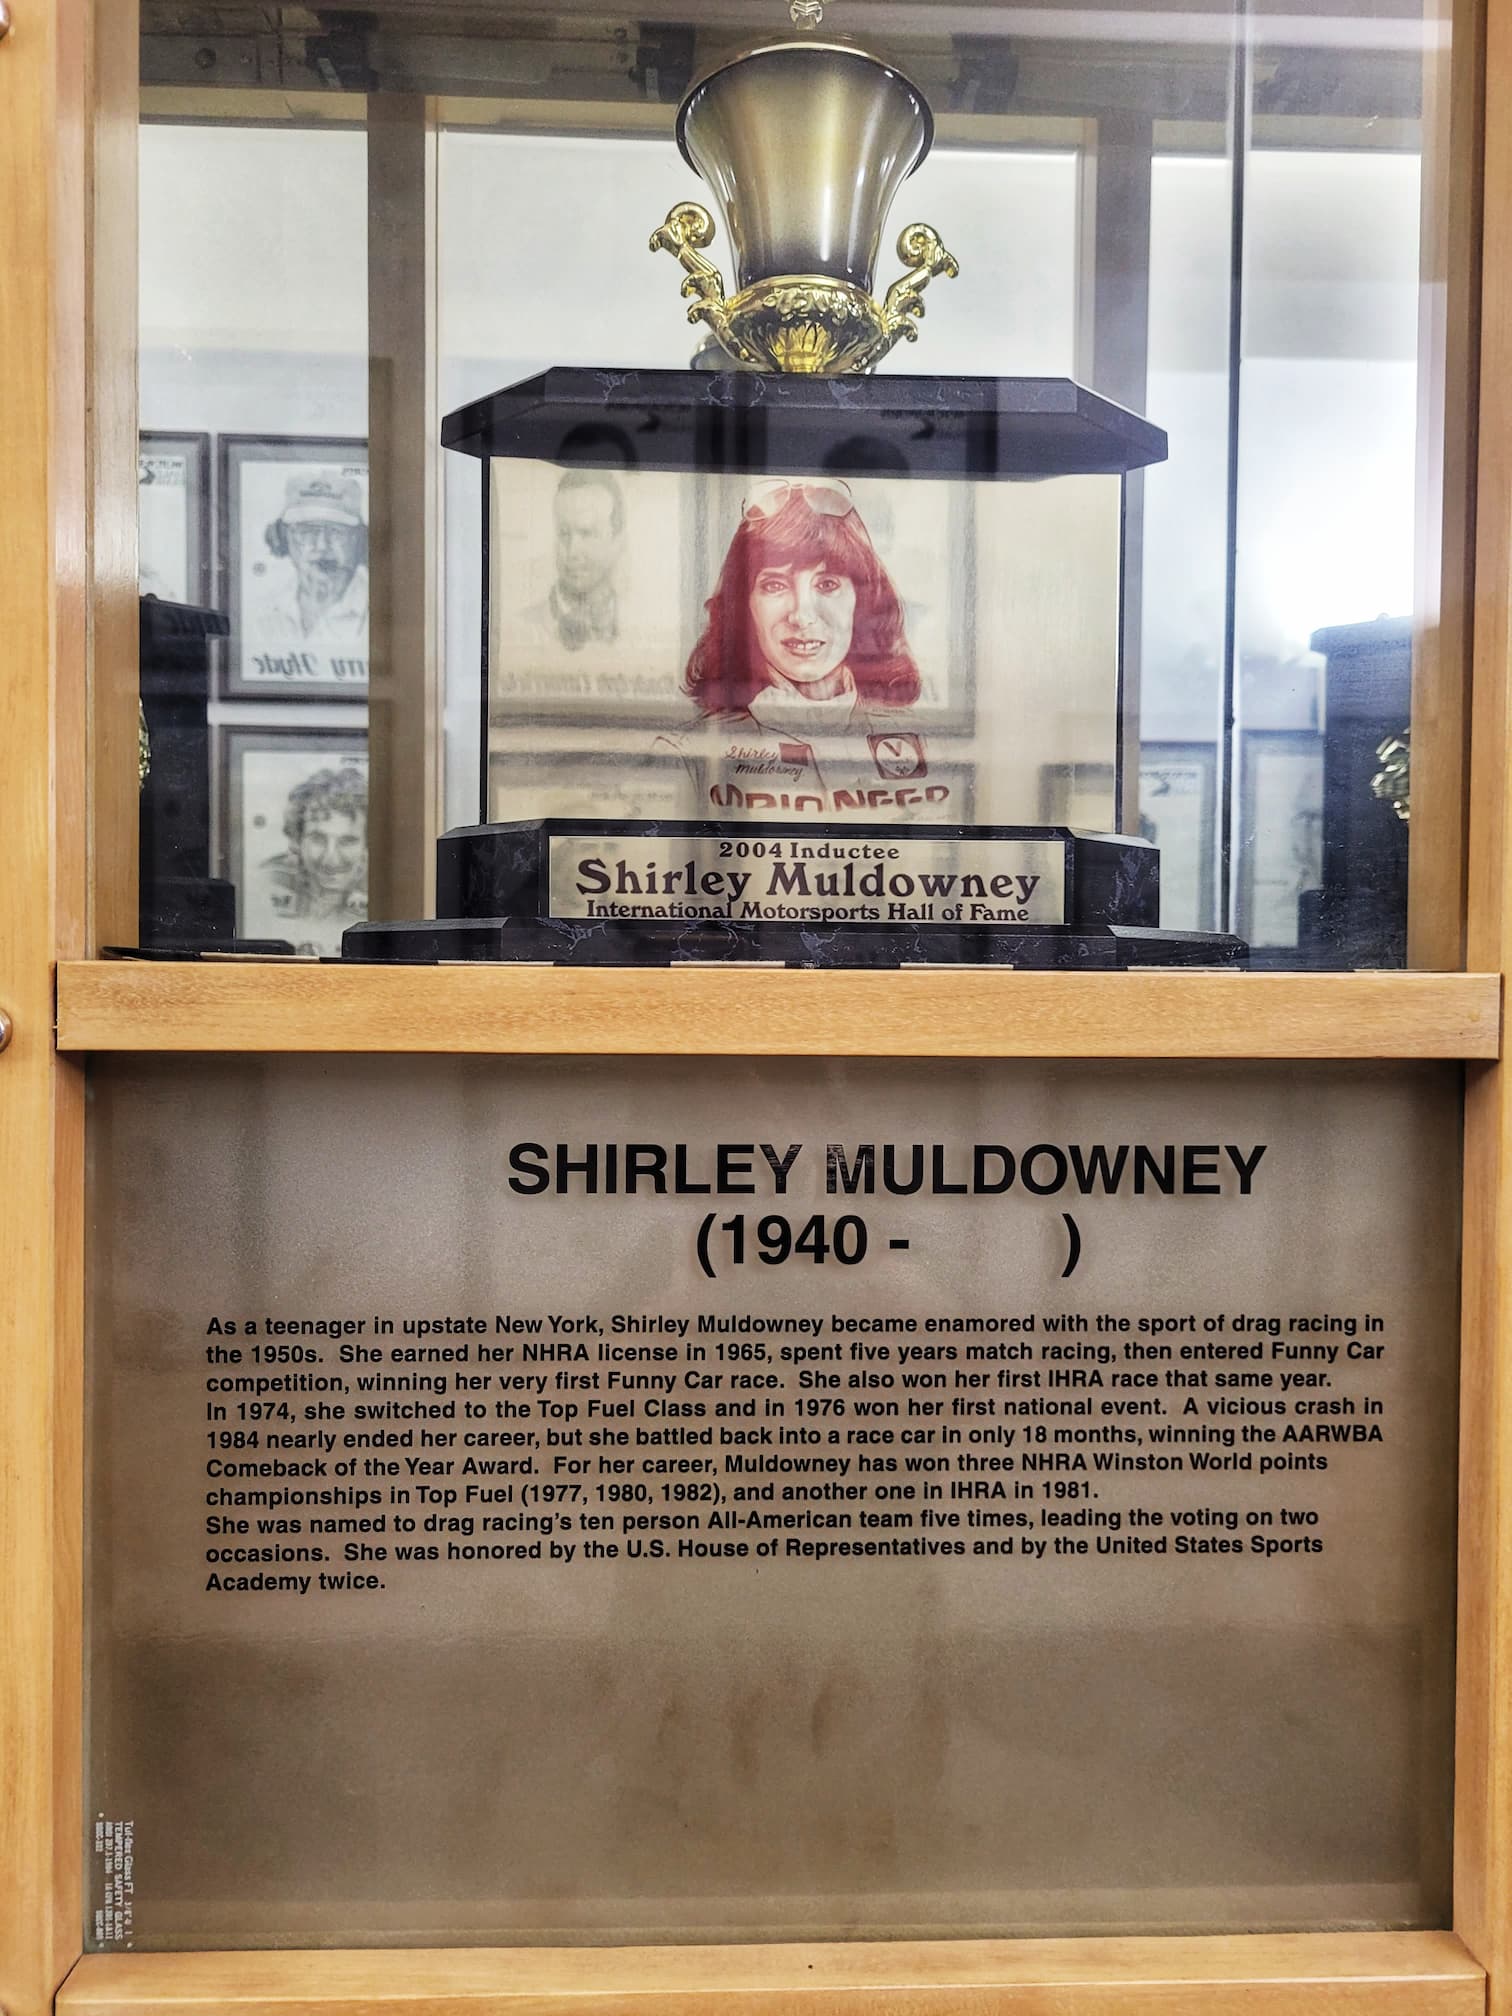 Shirley
Muldowney
PIONEER
2004 Inductee
Shirley Muldowney
International Motorsports Hall of Fame
SHIRLEY MULDOWNEY
(1940 -        )
As a teenager in upstate New York, Shirley Muldowney became enamored with the sport of drag racing in
the 1950s.  She earned her NHRA license in 1965, spent five years match racing, then entered Funny Car
competition, winning her very first Funny Car race.  She also won her first IHRA race that same year.
In 1974, she switched to the Top Fuel Class and in 1976 won her first national event.  A vicious crash in
1984 nearly ended her career, but she battled back into a race car in only 18 months, winning the AARWBA
Comeback of the Year Award.  For her career, Muldowney has won three NHRA Winston World points
championships in Top Fuel (1977, 1980, 1982), and another one in IHRA in 1981.
She was named to drag racing's ten person All-American team five times, leading the voting on two
occasions.  She was honored by the U.S. House of Representatives and by the United States Sports
Academy twice.
TEMPERED SAFETY GLASS